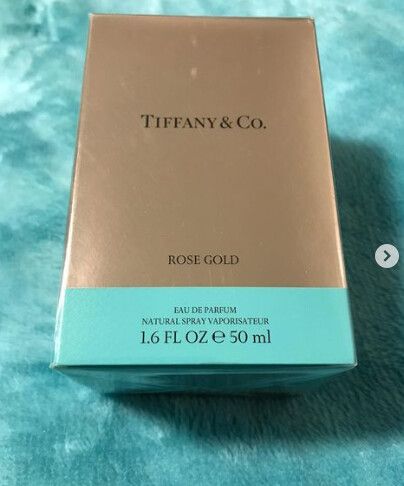 TIFFANY & CO.
ROSE GOLD
EAU DE PARFUM
NATURAL SPRAY VAPORISATEUR
1.6 FL OZ ℮ 50 ml